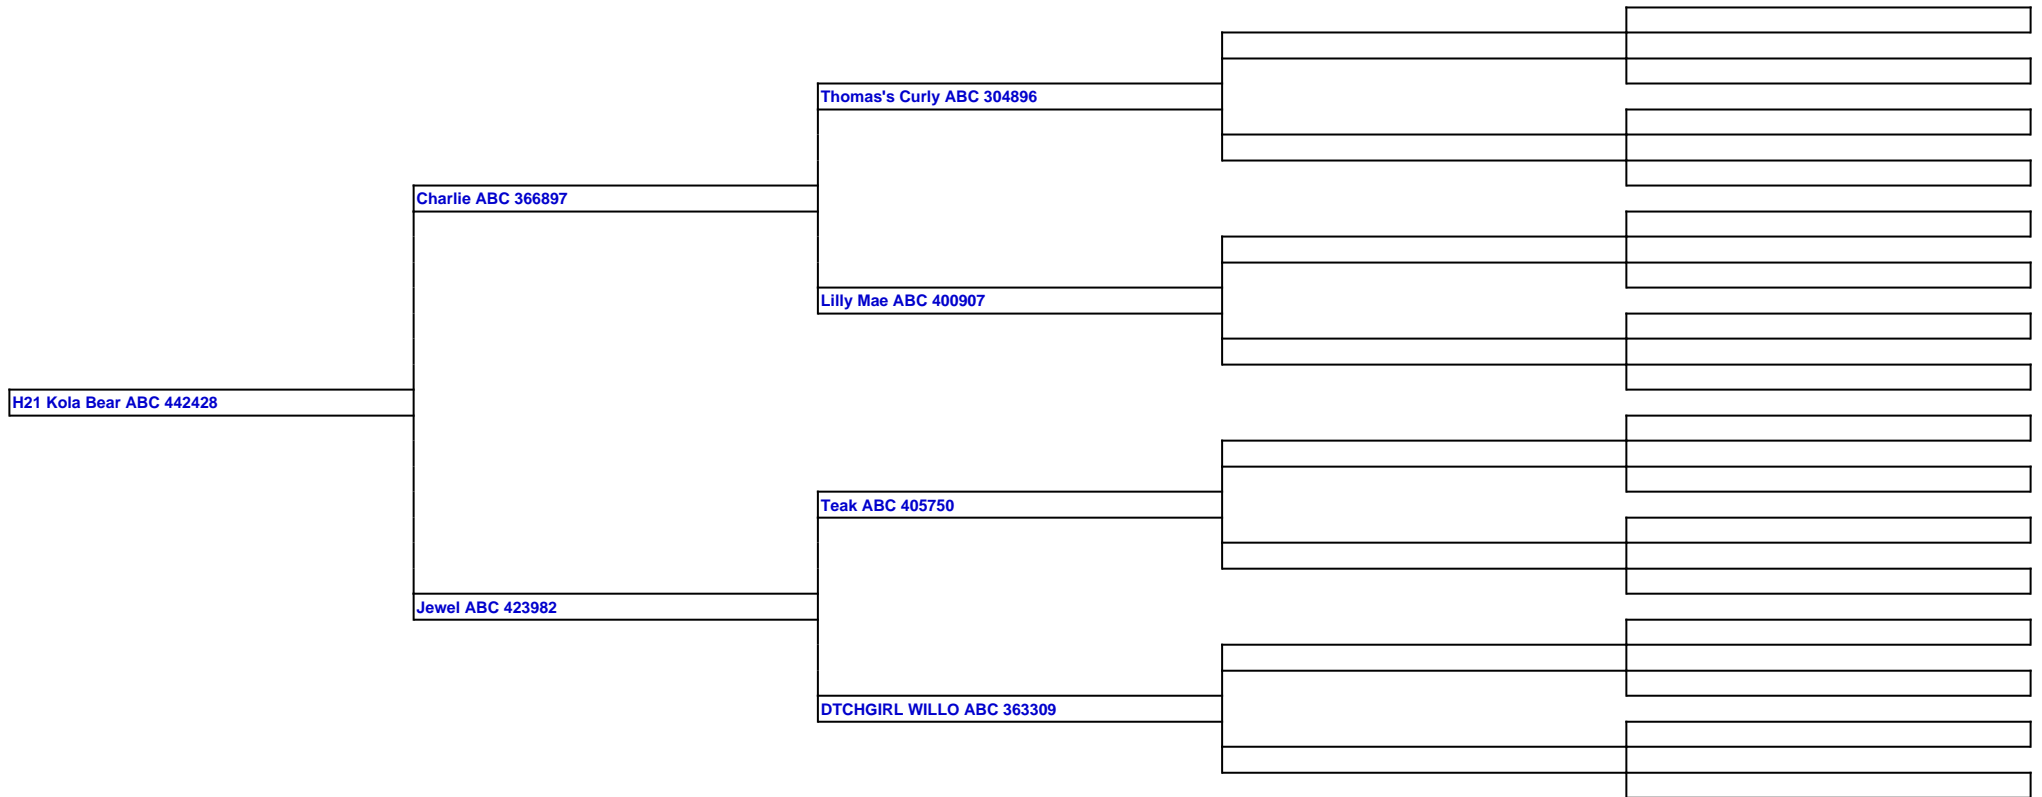 Thomas's Curly ABC 304896
Charlie ABC 366897
Lilly Mae ABC 400907
H21 Kola Bear ABC 442428
Teak ABC 405750
Jewel ABC 423982
DTCHGIRL WILLO ABC 363309